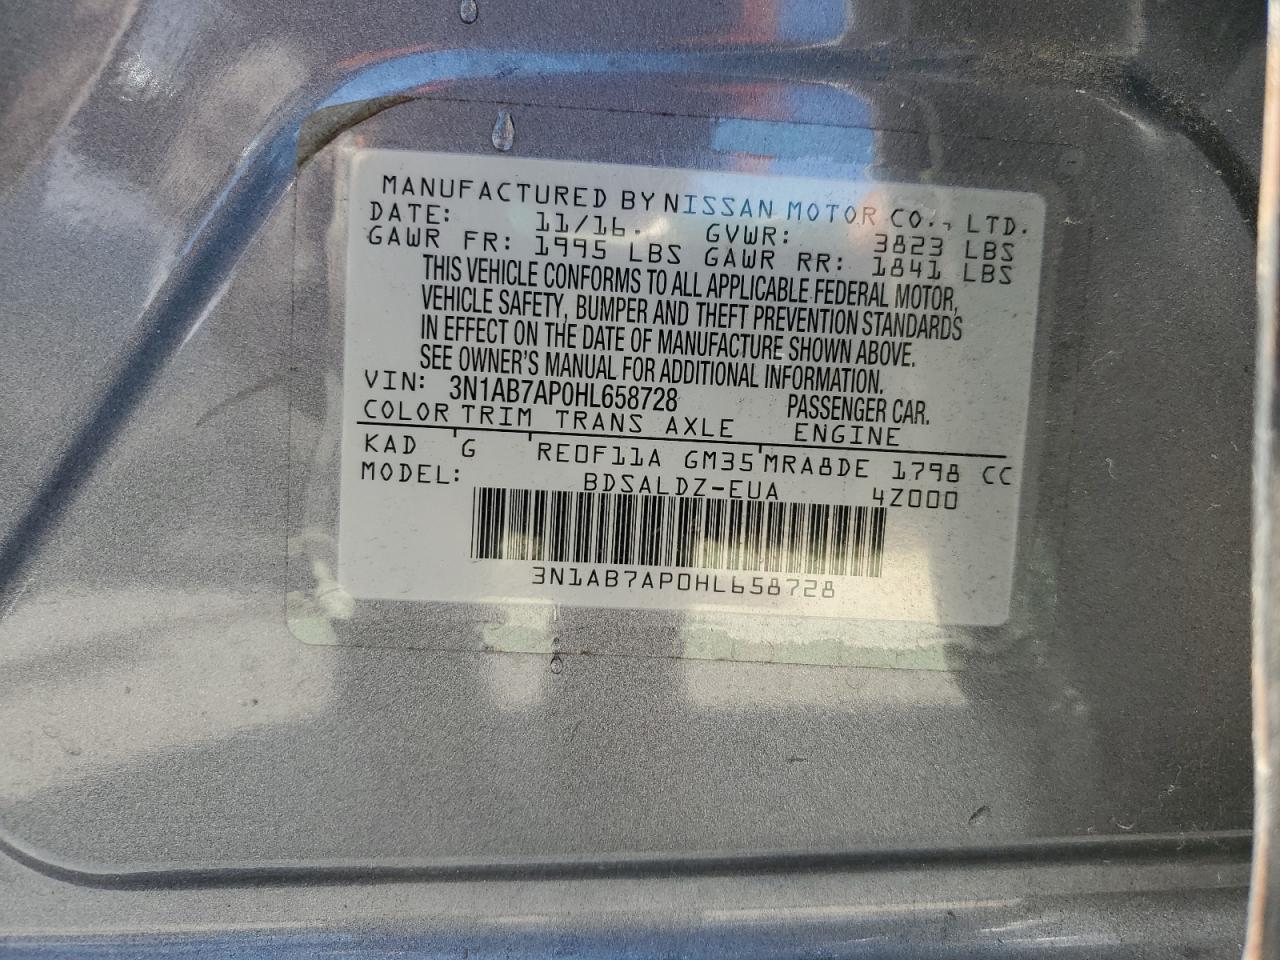 MANUFACTURED BY NISSAN MOTOR CO., LTD.
DATE: 11/16. GVWR: 3823 LBS
GAWR FR: 1995 LBS GAWR RR: 1841 LBS
THIS VEHICLE CONFORMS TO ALL APPLICABLE FEDERAL MOTOR,
VEHICLE SAFETY, BUMPER AND THEFT PREVENTION STANDARDS
IN EFFECT ON THE DATE OF MANUFACTURE SHOWN ABOVE.
SEE OWNER'S MANUAL FOR ADDITIONAL INFORMATION.
VIN: 3N1AB7AP0HL658728 PASSENGER CAR.
COLOR TRIM TRANS AXLE ENGINE
KAD G RE0F11A GM35 MRA8DE 1798 CC
MODEL: BDSALDZ-EUA 4Z000
3N1AB7AP0HL658728